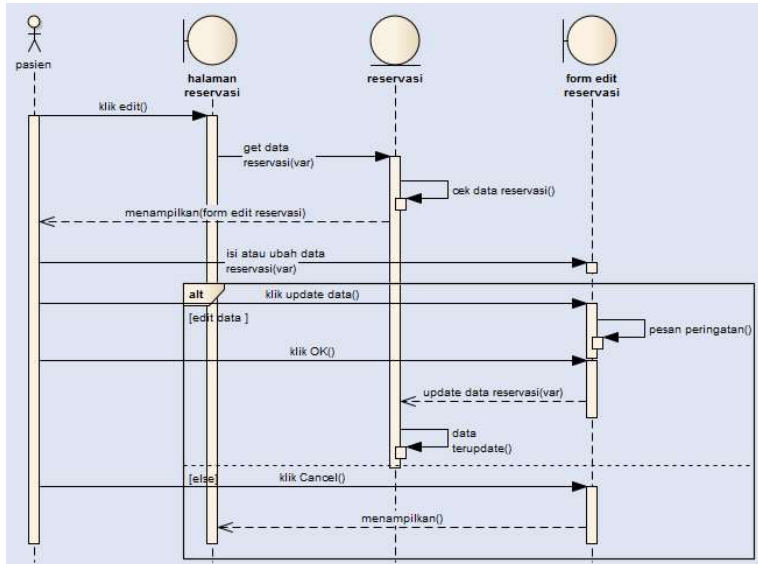 pasien
halaman
reservasi
reservasi
form edit
reservasi
klik edit()
get data
reservasi(var)
cek data reservasi()
menampilkan(form edit reservasi)
isi atau ubah data
reservasi(var)
alt
klik update data()
[edit data ]
pesan peringatan()
klik OK()
update data reservasi(var)
data
terupdate()
[else]
klik Cancel()
menampilkan()